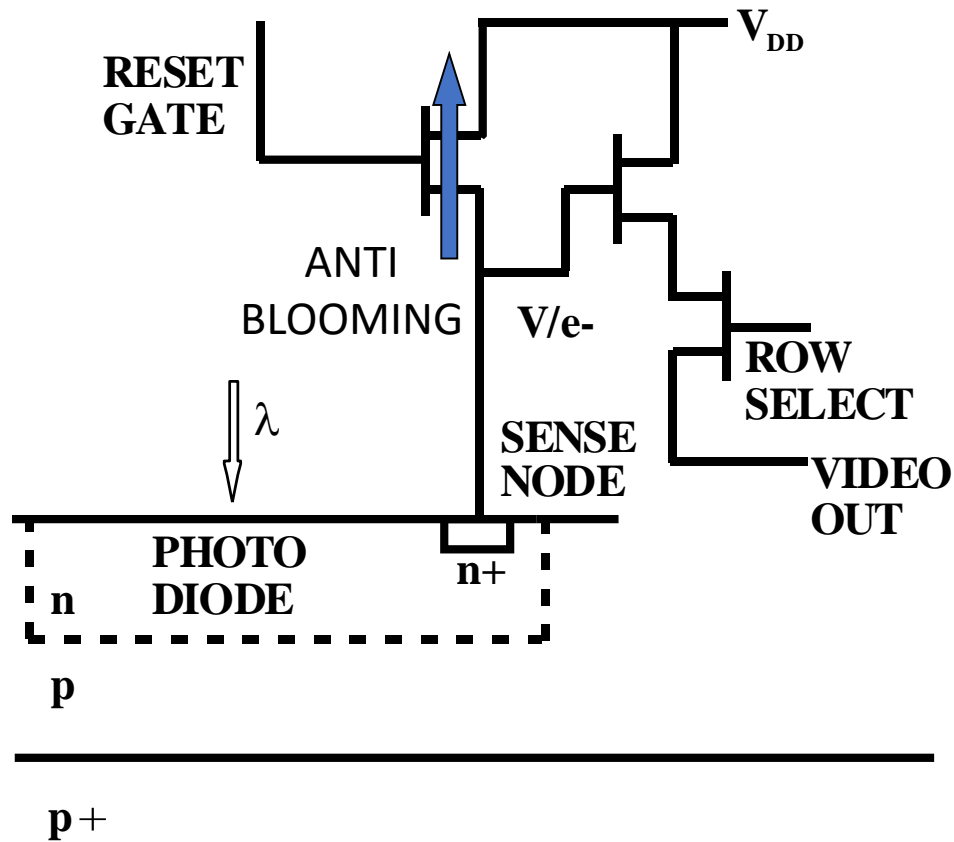 V_DD
RESET
GATE
ANTI
BLOOMING
V/e-
ROW
SELECT
λ
SENSE
NODE
VIDEO
OUT
PHOTO
DIODE
n+
n
p
p+